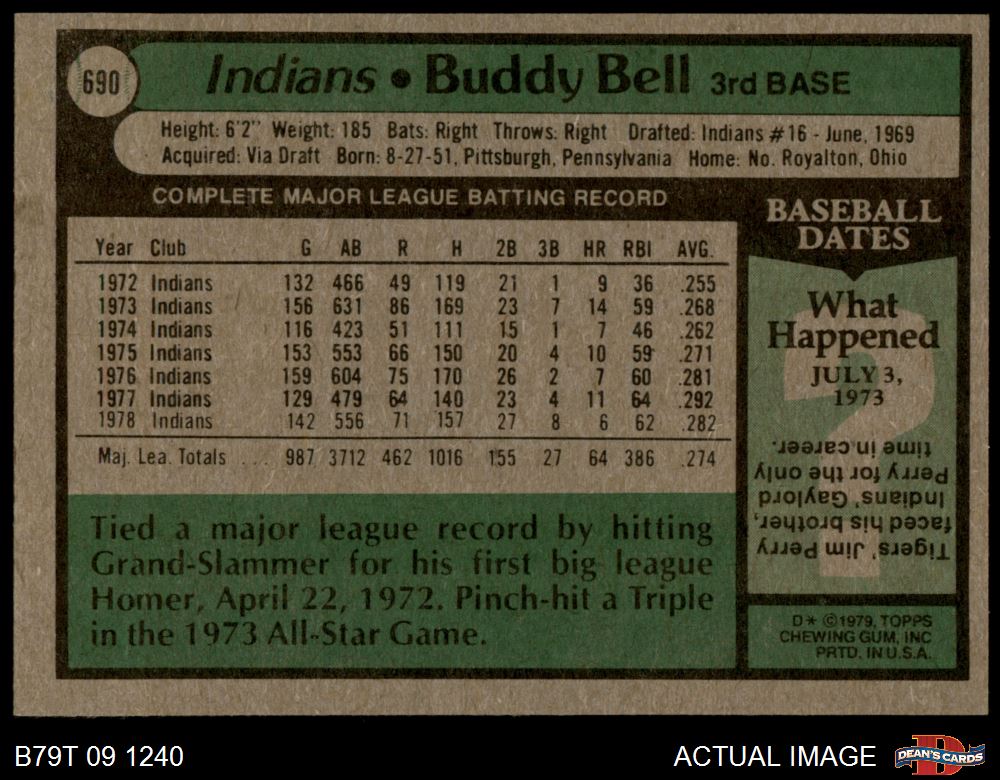 690
Indians • Buddy Bell 3rd BASE
Height: 6'2" Weight: 185 Bats: Right Throws: Right Drafted: Indians #16 - June, 1969
Acquired: Via Draft Born: 8-27-51, Pittsburgh, Pennsylvania Home: No. Royalton, Ohio
COMPLETE MAJOR LEAGUE BATTING RECORD
Year Club G AB R H 2B 3B HR RBI AVG.
1972 Indians 132 466 49 119 21 1 9 36 .255
1973 Indians 156 631 86 169 23 7 14 59 .268
1974 Indians 116 423 51 111 15 1 7 46 .262
1975 Indians 153 553 66 150 20 4 10 59 .271
1976 Indians 159 604 75 170 26 2 7 60 .281
1977 Indians 129 479 64 140 23 4 11 64 .292
1978 Indians 142 556 71 157 27 8 6 62 .282
Maj. Lea. Totals ... 987 3712 462 1016 155 27 64 386 .274
Tied a major league record by hitting
Grand-Slammer for his first big league
Homer, April 22, 1972. Pinch-hit a Triple
in the 1973 All-Star Game.
BASEBALL
DATES
What
Happened
JULY 3,
1973
?
Tigers' Jim Perry
faced his brother,
Indians' Gaylord
Perry for the only
time in career.
D* ©1979, TOPPS
CHEWING GUM, INC
PRTD. IN U.S.A.
B79T 09 1240
ACTUAL IMAGE
D
DEAN'S CARDS